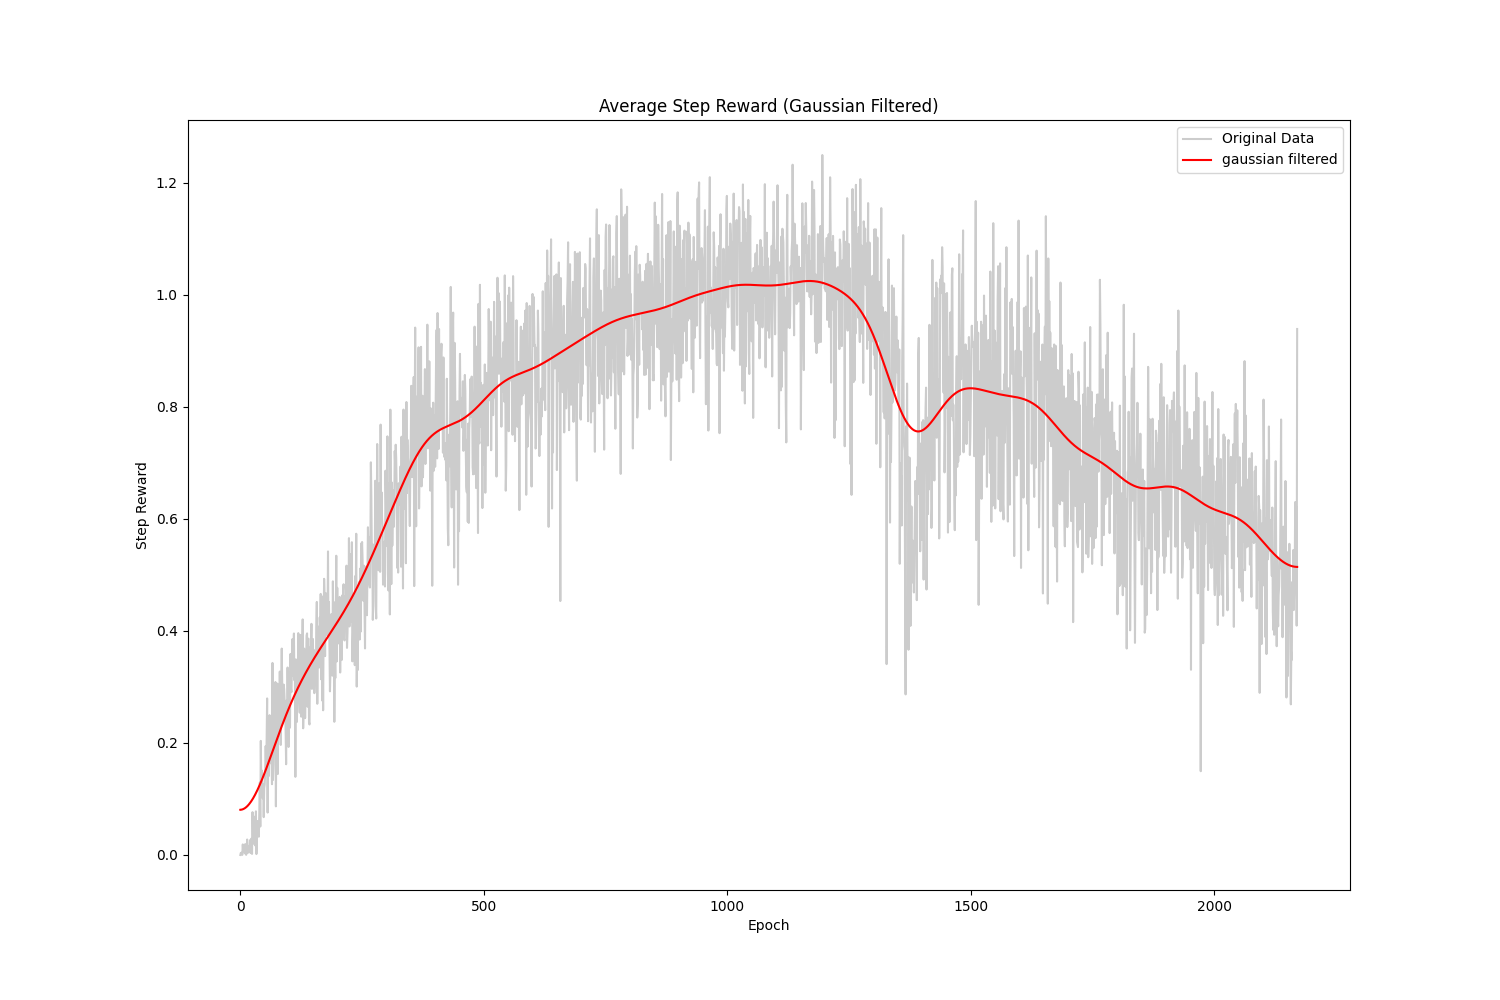 Average Step Reward (Gaussian Filtered)
Original Data
gaussian filtered
1.2
1.0
0.8
0.6
0.4
0.2
0.0
Step Reward
0
500
1000
1500
2000
Epoch